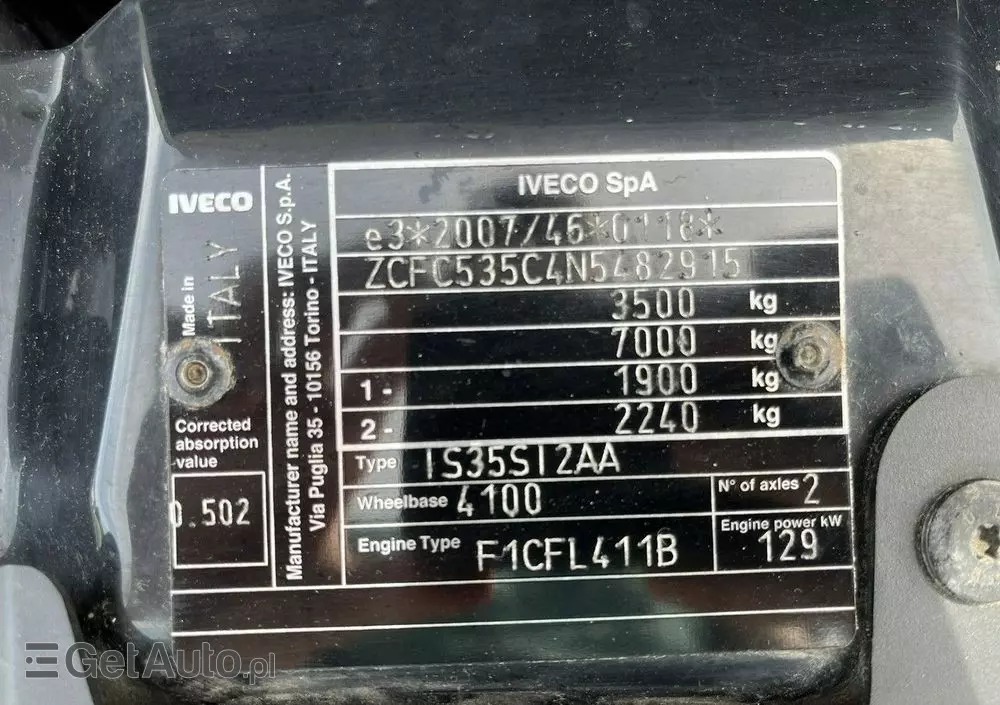 IVECO
Made in
ITALY
Corrected
absorption
value
0.502
Manufacturer name and address: IVECO S.p.A.
Via Puglia 35 - 10156 Torino - ITALY
IVECO SpA
e3*2007/46*0118*
ZCFC535C4N5482915
3500 kg
7000 kg
1- 1900 kg
2- 2240 kg
Type IS35SI2AA
Wheelbase 4100
N° of axles 2
Engine Type F1CFL411B
Engine power kW
129
GetAuto.pl